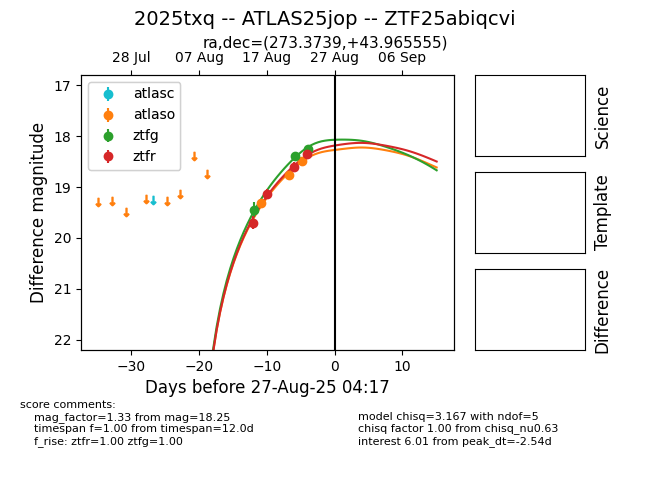 2025txq -- ATLAS25jop -- ZTF25abiqcvi
ra,dec=(273.3739,+43.965555)
28 Jul 07 Aug 17 Aug 27 Aug 06 Sep
atlasc
atlaso
ztfg
ztfr
17
18
19
20
21
22
Difference magnitude
−30 −20 −10 0 10
Days before 27-Aug-25 04:17
Science
Template
Difference
score comments:
mag_factor=1.33 from mag=18.25
timespan f=1.00 from timespan=12.0d
f_rise: ztfr=1.00 ztfg=1.00
model chisq=3.167 with ndof=5
chisq factor 1.00 from chisq_nu0.63
interest 6.01 from peak_dt=-2.54d